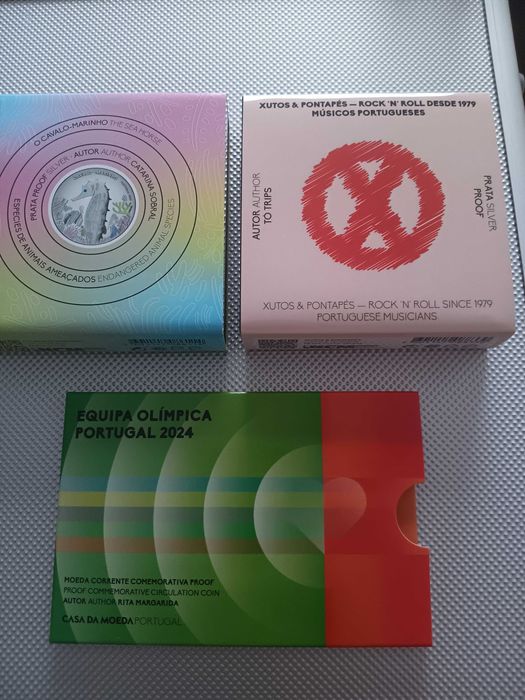 O CAVALO-MARINHO THE SEA HORSE
PRATA PROOF SILVER · AUTOR AUTHOR CATARINA SOBRAL
ESPÉCIES DE ANIMAIS AMEAÇADOS ENDANGERED ANIMAL SPECIES
XUTOS & PONTAPÉS — ROCK 'N' ROLL DESDE 1979
MÚSICOS PORTUGUESES
AUTOR AUTHOR
TÓ TRIPS
PRATA SILVER
PROOF
XUTOS & PONTAPÉS — ROCK 'N' ROLL SINCE 1979
PORTUGUESE MUSICIANS
EQUIPA OLÍMPICA
PORTUGAL 2024
MOEDA CORRENTE COMEMORATIVA PROOF
PROOF COMMEMORATIVE CIRCULATION COIN
AUTOR AUTHOR RITA MARGARIDA
CASA DA MOEDA PORTUGAL